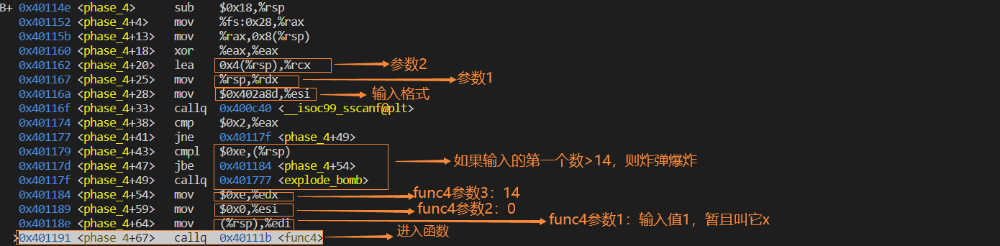 B+ 0x40114e <phase_4> sub $0x18,%rsp
0x401152 <phase_4+4> mov %fs:0x28,%rax
0x40115b <phase_4+13> mov %rax,0x8(%rsp)
0x401160 <phase_4+18> xor %eax,%eax
0x401162 <phase_4+20> lea 0x4(%rsp),%rcx 参数2
0x401167 <phase_4+25> mov %rsp,%rdx 参数1
0x40116a <phase_4+28> mov $0x402a8d,%esi 输入格式
0x40116f <phase_4+33> callq 0x400c40 <__isoc99_sscanf@plt>
0x401174 <phase_4+38> cmp $0x2,%eax
0x401177 <phase_4+41> jne 0x40117f <phase_4+49>
0x401179 <phase_4+43> cmpl $0xe,(%rsp) 如果输入的第一个数>14，则炸弹爆炸
0x40117d <phase_4+47> jbe 0x401184 <phase_4+54>
0x40117f <phase_4+49> callq 0x401777 <explode_bomb>
0x401184 <phase_4+54> mov $0xe,%edx func4参数3：14
0x401189 <phase_4+59> mov $0x0,%esi func4参数2：0
0x40118e <phase_4+64> mov (%rsp),%edi func4参数1：输入值1，暂且叫它x
>0x401191 <phase_4+67> callq 0x40111b <func4> 进入函数